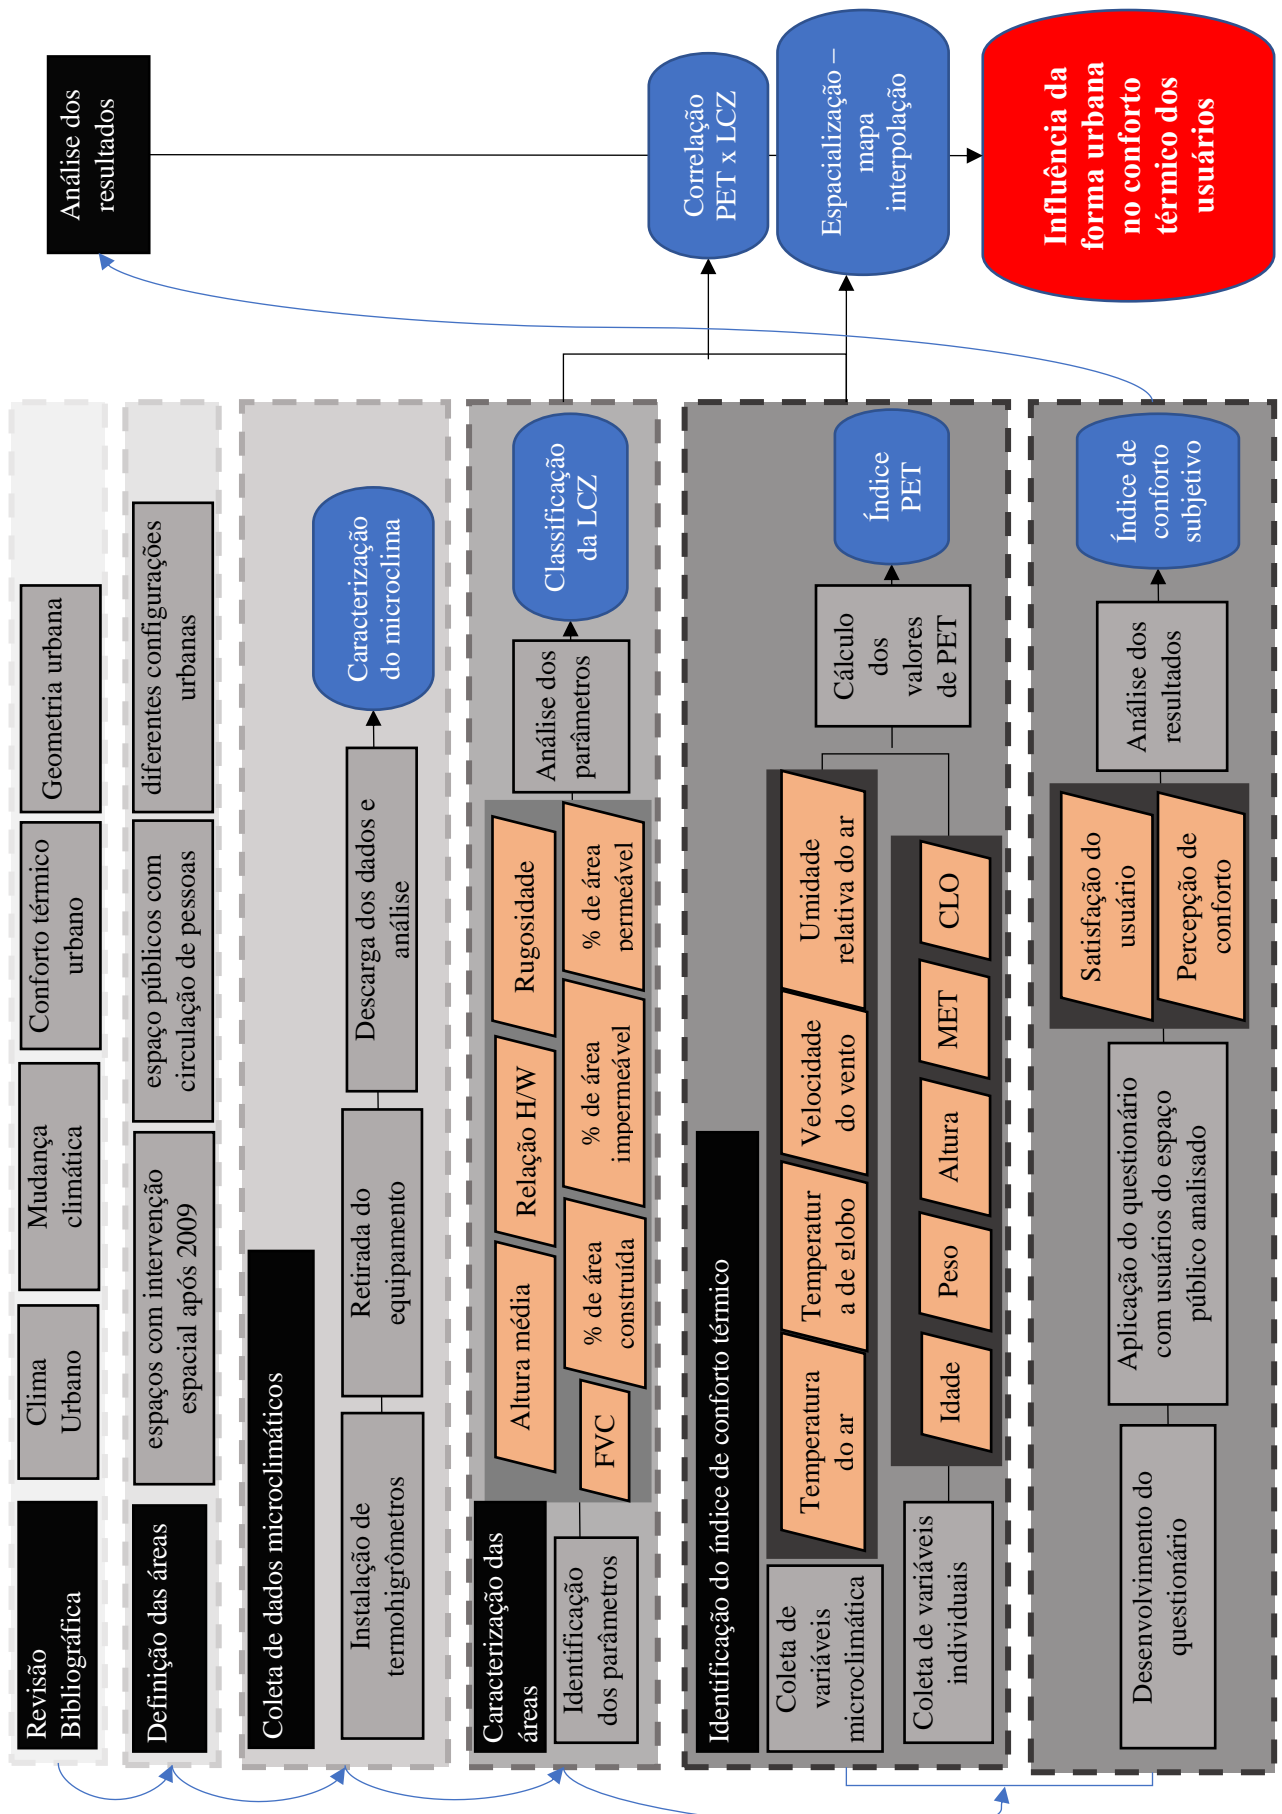 Revisão
Bibliográfica
Clima
Urbano
Mudança
climática
Conforto térmico
urbano
Geometria urbana
Definição das áreas
espaços com intervenção
espacial após 2009
espaço públicos com
circulação de pessoas
diferentes configurações
urbanas
Coleta de dados microclimáticos
Instalação de
termohigrômetros
Retirada do
equipamento
Descarga dos dados e
análise
Caracterização
do microclima
Caracterização das
áreas
Identificação
dos parâmetros
Altura média
Relação H/W
Rugosidade
FVC
% de área
construída
% de área
impermeável
% de área
permeável
Análise dos
parâmetros
Classificação
da LCZ
Identificação do índice de conforto térmico
Coleta de
variáveis
microclimática
Temperatura
do ar
Temperatur
a de globo
Velocidade
do vento
Umidade
relativa do ar
Coleta de variáveis
individuais
Idade
Peso
Altura
MET
CLO
Cálculo
dos
valores
de PET
Índice
PET
Desenvolvimento do
questionário
Aplicação do questionário
com usuários do espaço
público analisado
Satisfação do
usuário
Percepção de
conforto
Análise dos
resultados
Índice de
conforto
subjetivo
Análise dos
resultados
Correlação
PET x LCZ
Espacialização –
mapa
interpolação
Influência da
forma urbana
no conforto
térmico dos
usuários